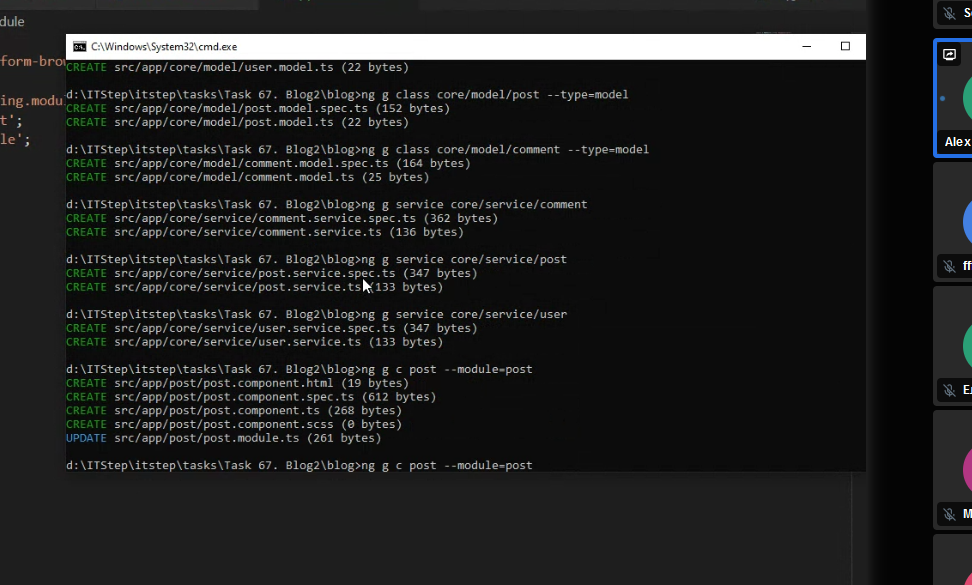 dule
form-brow
ing.modu
t';
le';
C:\Windows\System32\cmd.exe
CREATE src/app/core/model/user.model.ts (22 bytes)
d:\ITStep\itstep\tasks\Task 67. Blog2\blog>ng g class core/model/post --type=model
CREATE src/app/core/model/post.model.spec.ts (152 bytes)
CREATE src/app/core/model/post.model.ts (22 bytes)
d:\ITStep\itstep\tasks\Task 67. Blog2\blog>ng g class core/model/comment --type=model
CREATE src/app/core/model/comment.model.spec.ts (164 bytes)
CREATE src/app/core/model/comment.model.ts (25 bytes)
d:\ITStep\itstep\tasks\Task 67. Blog2\blog>ng g service core/service/comment
CREATE src/app/core/service/comment.service.spec.ts (362 bytes)
CREATE src/app/core/service/comment.service.ts (136 bytes)
d:\ITStep\itstep\tasks\Task 67. Blog2\blog>ng g service core/service/post
CREATE src/app/core/service/post.service.spec.ts (347 bytes)
CREATE src/app/core/service/post.service.ts (133 bytes)
d:\ITStep\itstep\tasks\Task 67. Blog2\blog>ng g service core/service/user
CREATE src/app/core/service/user.service.spec.ts (347 bytes)
CREATE src/app/core/service/user.service.ts (133 bytes)
d:\ITStep\itstep\tasks\Task 67. Blog2\blog>ng g c post --module=post
CREATE src/app/post/post.component.html (19 bytes)
CREATE src/app/post/post.component.spec.ts (612 bytes)
CREATE src/app/post/post.component.ts (268 bytes)
CREATE src/app/post/post.component.scss (0 bytes)
UPDATE src/app/post/post.module.ts (261 bytes)
d:\ITStep\itstep\tasks\Task 67. Blog2\blog>ng g c post --module=post
Alex
ff